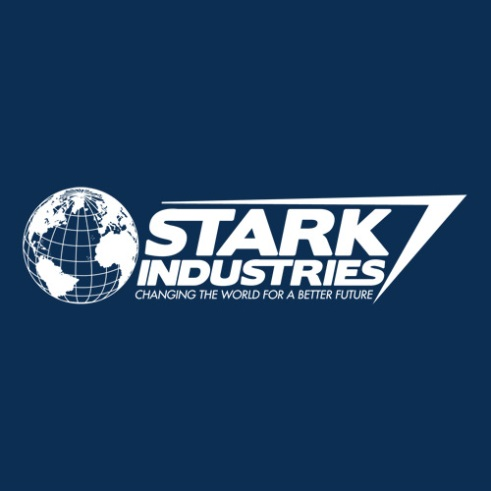 STARK
INDUSTRIES
CHANGING THE WORLD FOR A BETTER FUTURE